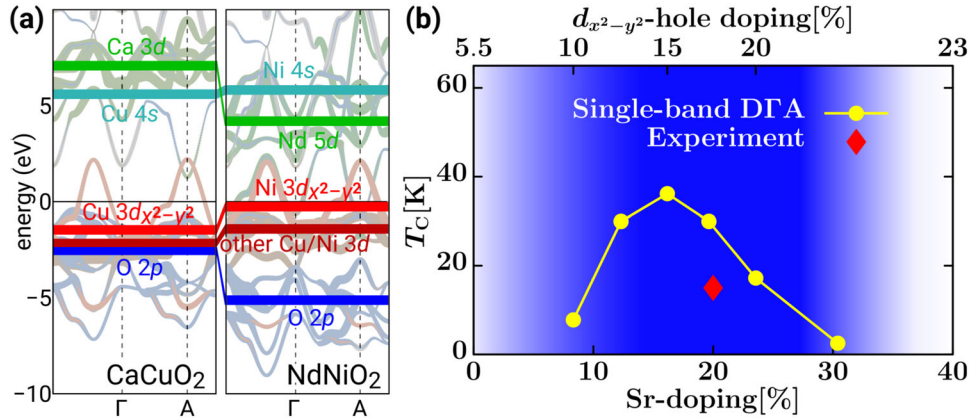 (a)
Ca 3d
Cu 4s
Cu 3dx²−y²
O 2p
CaCuO2
Ni 4s
Nd 5d
Ni 3dx²−y²
other Cu/Ni 3d
O 2p
NdNiO2
energy (eV)
5
0
−5
−10
Γ
A
Γ
A
(b)
dx²−y²-hole doping[%]
5.5
10
15
20
23
Single-band DΓA
Experiment
TC[K]
60
40
20
0
0
10
20
30
40
Sr-doping[%]